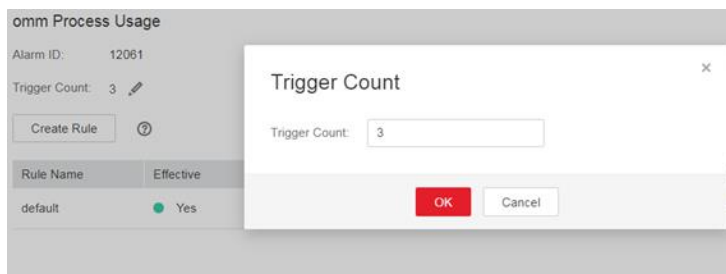 omm Process Usage
Alarm ID: 12061
Trigger Count: 3
Create Rule
Rule Name Effective
default Yes
Trigger Count
Trigger Count: 3
OK Cancel